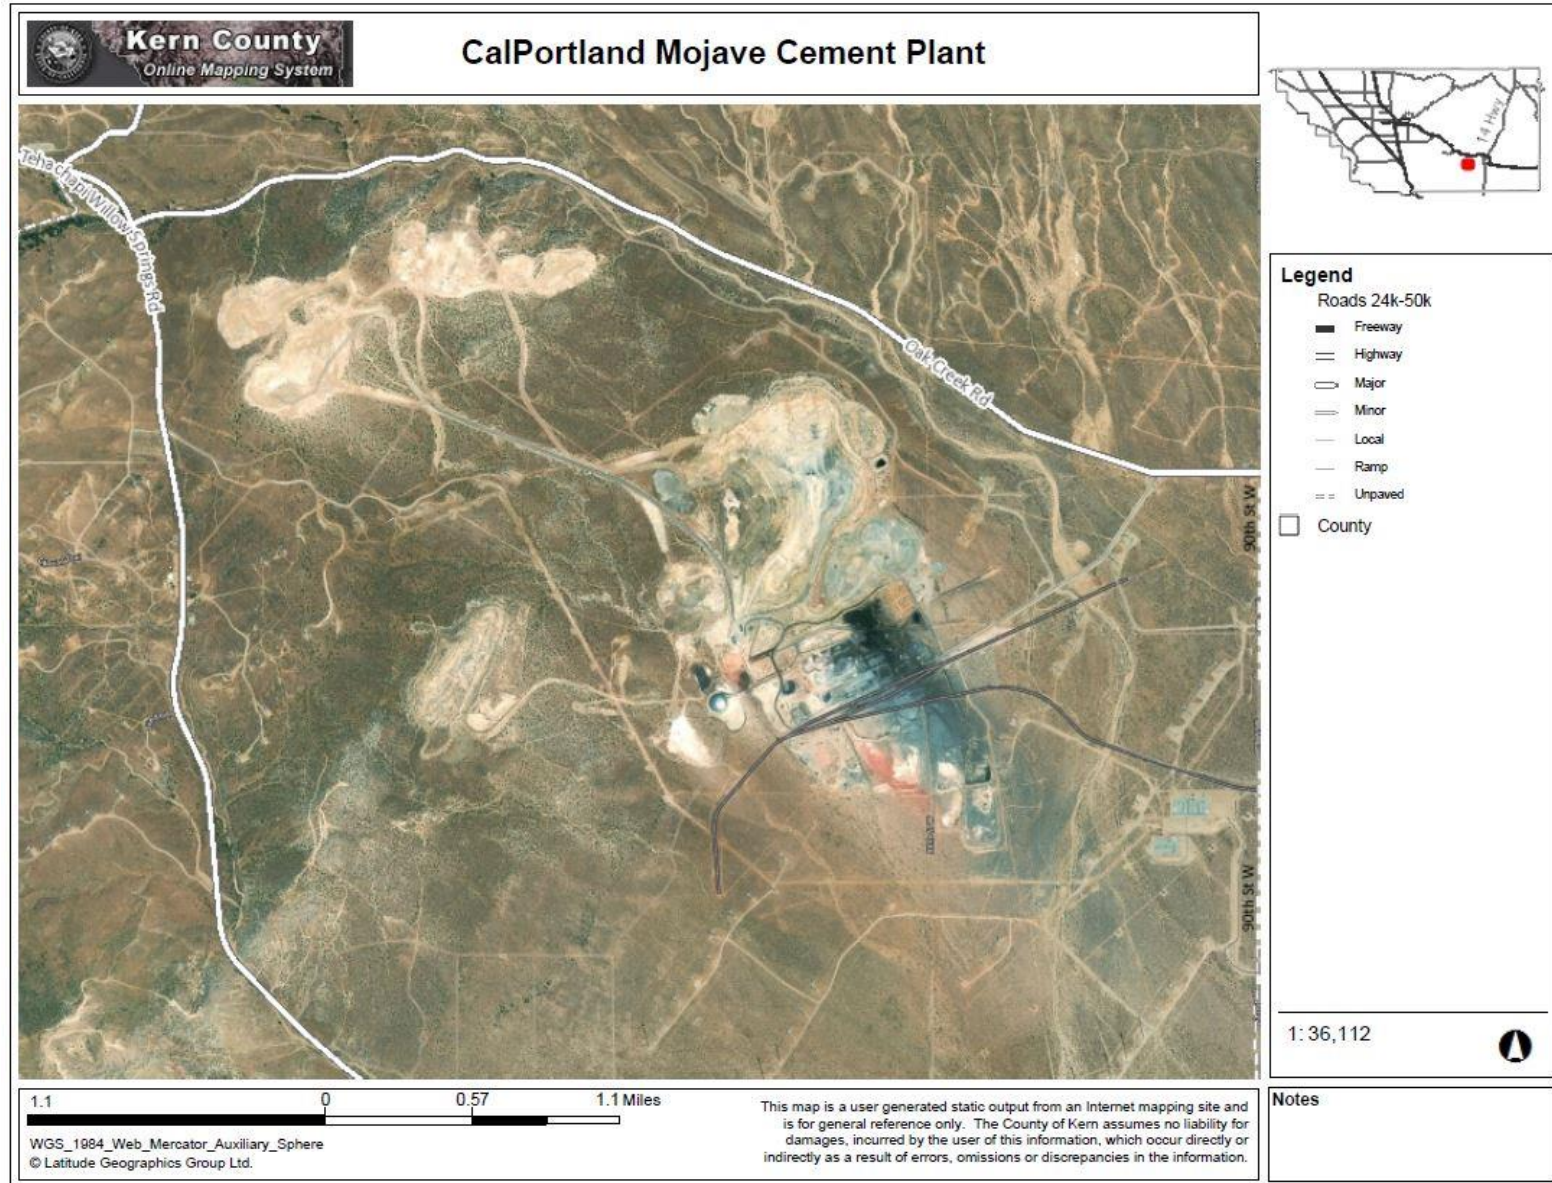 Kern County
Online Mapping System
CalPortland Mojave Cement Plant
14 Hwy
Tehachapi Willow Springs Rd
Oak Creek Rd
90th St W
90th St W
Legend
Roads 24k-50k
Freeway
Highway
Major
Minor
Local
Ramp
Unpaved
County
1: 36,112
1.1 0 0.57 1.1 Miles
WGS_1984_Web_Mercator_Auxiliary_Sphere
© Latitude Geographics Group Ltd.
This map is a user generated static output from an Internet mapping site and
is for general reference only. The County of Kern assumes no liability for
damages, incurred by the user of this information, which occur directly or
indirectly as a result of errors, omissions or discrepancies in the information.
Notes